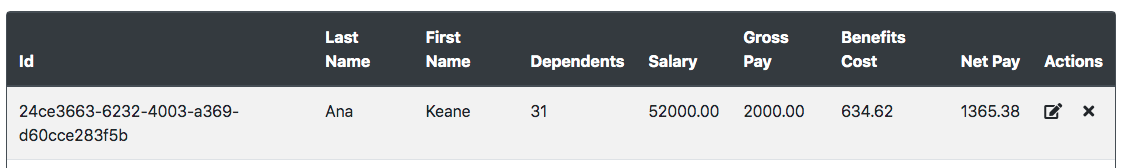 Last First Gross Benefits
Id Name Name Dependents Salary Pay Cost Net Pay Actions
24ce3663-6232-4003-a369- Ana Keane 31 52000.00 2000.00 634.62 1365.38
d60cce283f5b